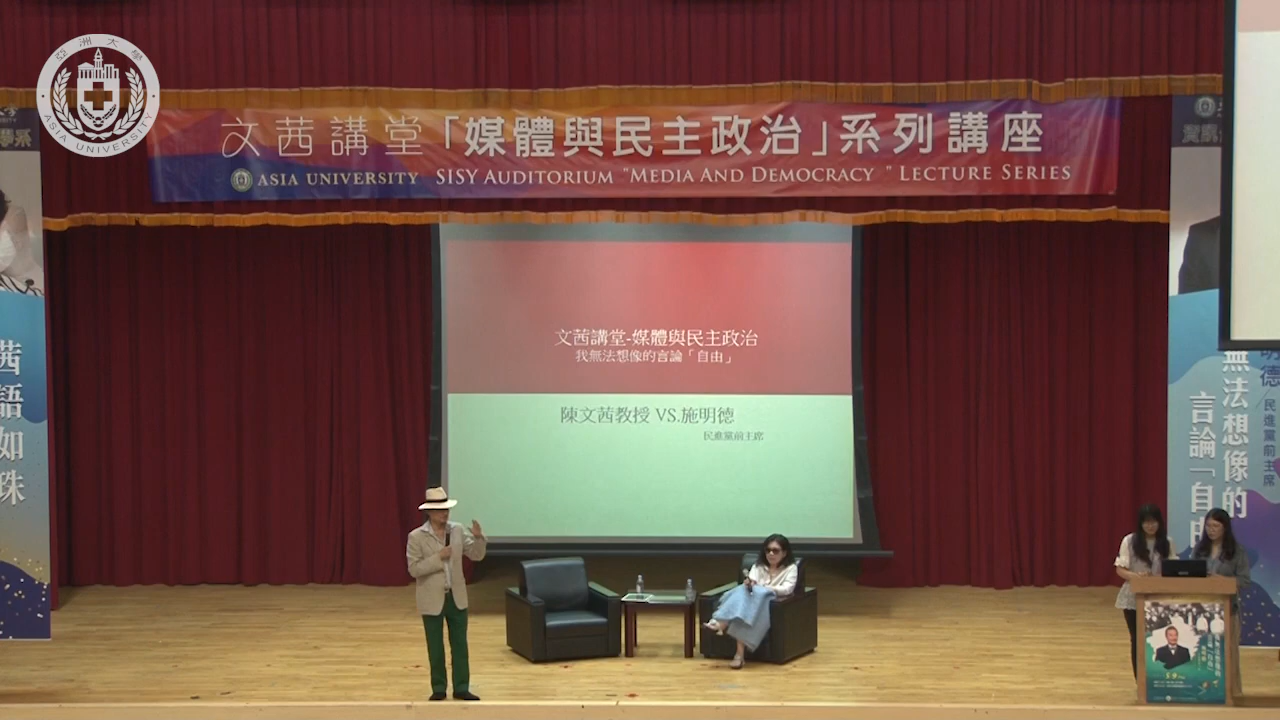 亞洲大學
ASIA UNIVERSITY
文茜講堂「媒體與民主政治」系列講座
ASIA UNIVERSITY SISY AUDITORIUM "MEDIA AND DEMOCRACY " LECTURE SERIES
文茜講堂-媒體與民主政治
我無法想像的言論「自由」
陳文茜教授 VS.施明德
民進黨前主席
茜語如珠
無法想像的
言論「自由
明德
民進黨前主席